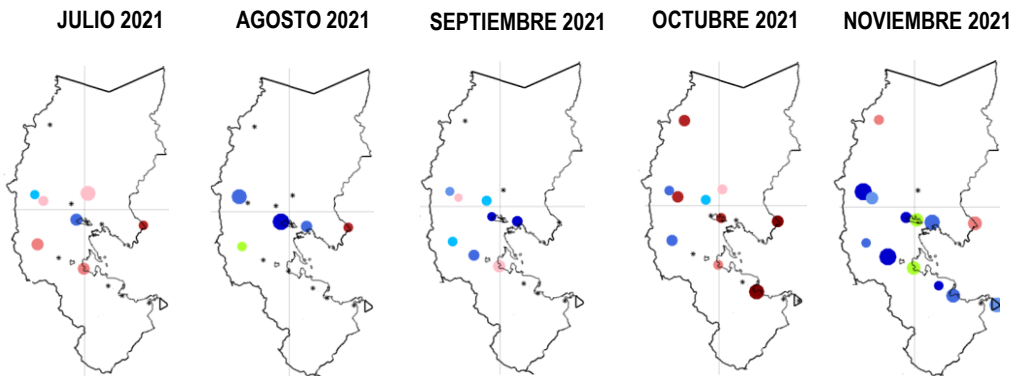 JULIO 2021
AGOSTO 2021
SEPTIEMBRE 2021
OCTUBRE 2021
NOVIEMBRE 2021